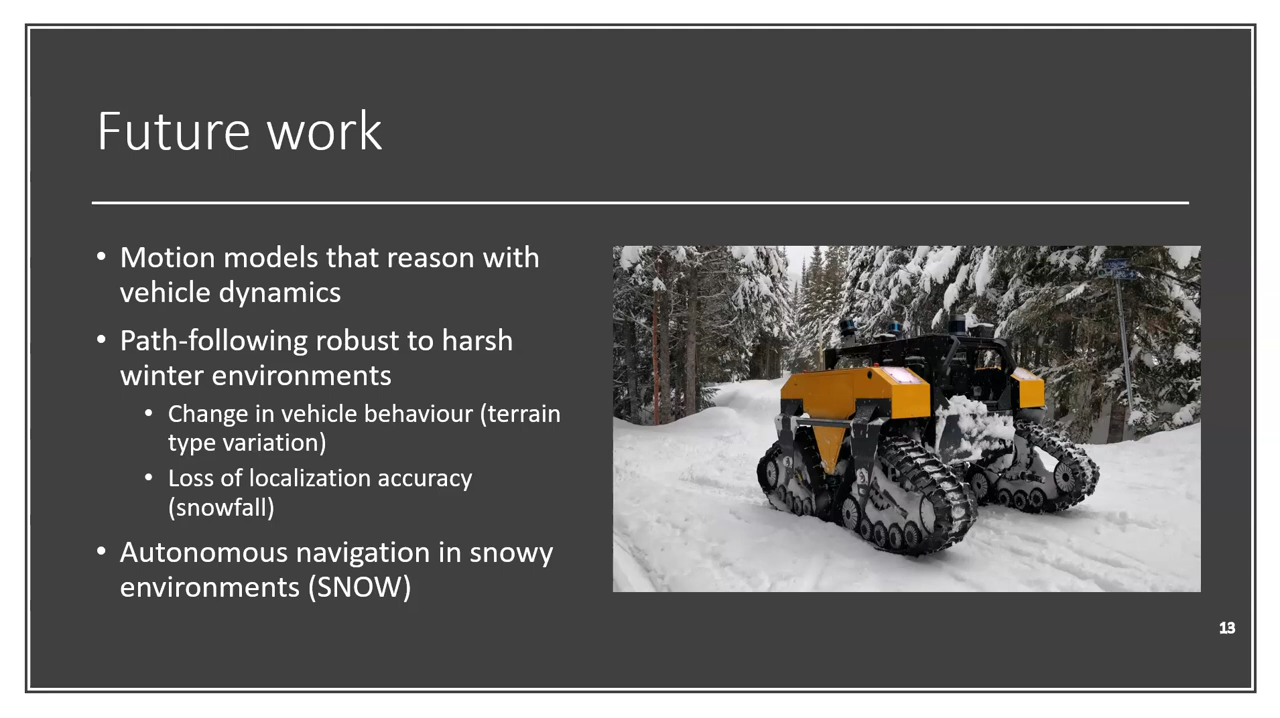 Future work
• Motion models that reason with
vehicle dynamics
• Path-following robust to harsh
winter environments
• Change in vehicle behaviour (terrain
type variation)
• Loss of localization accuracy
(snowfall)
• Autonomous navigation in snowy
environments (SNOW)
13